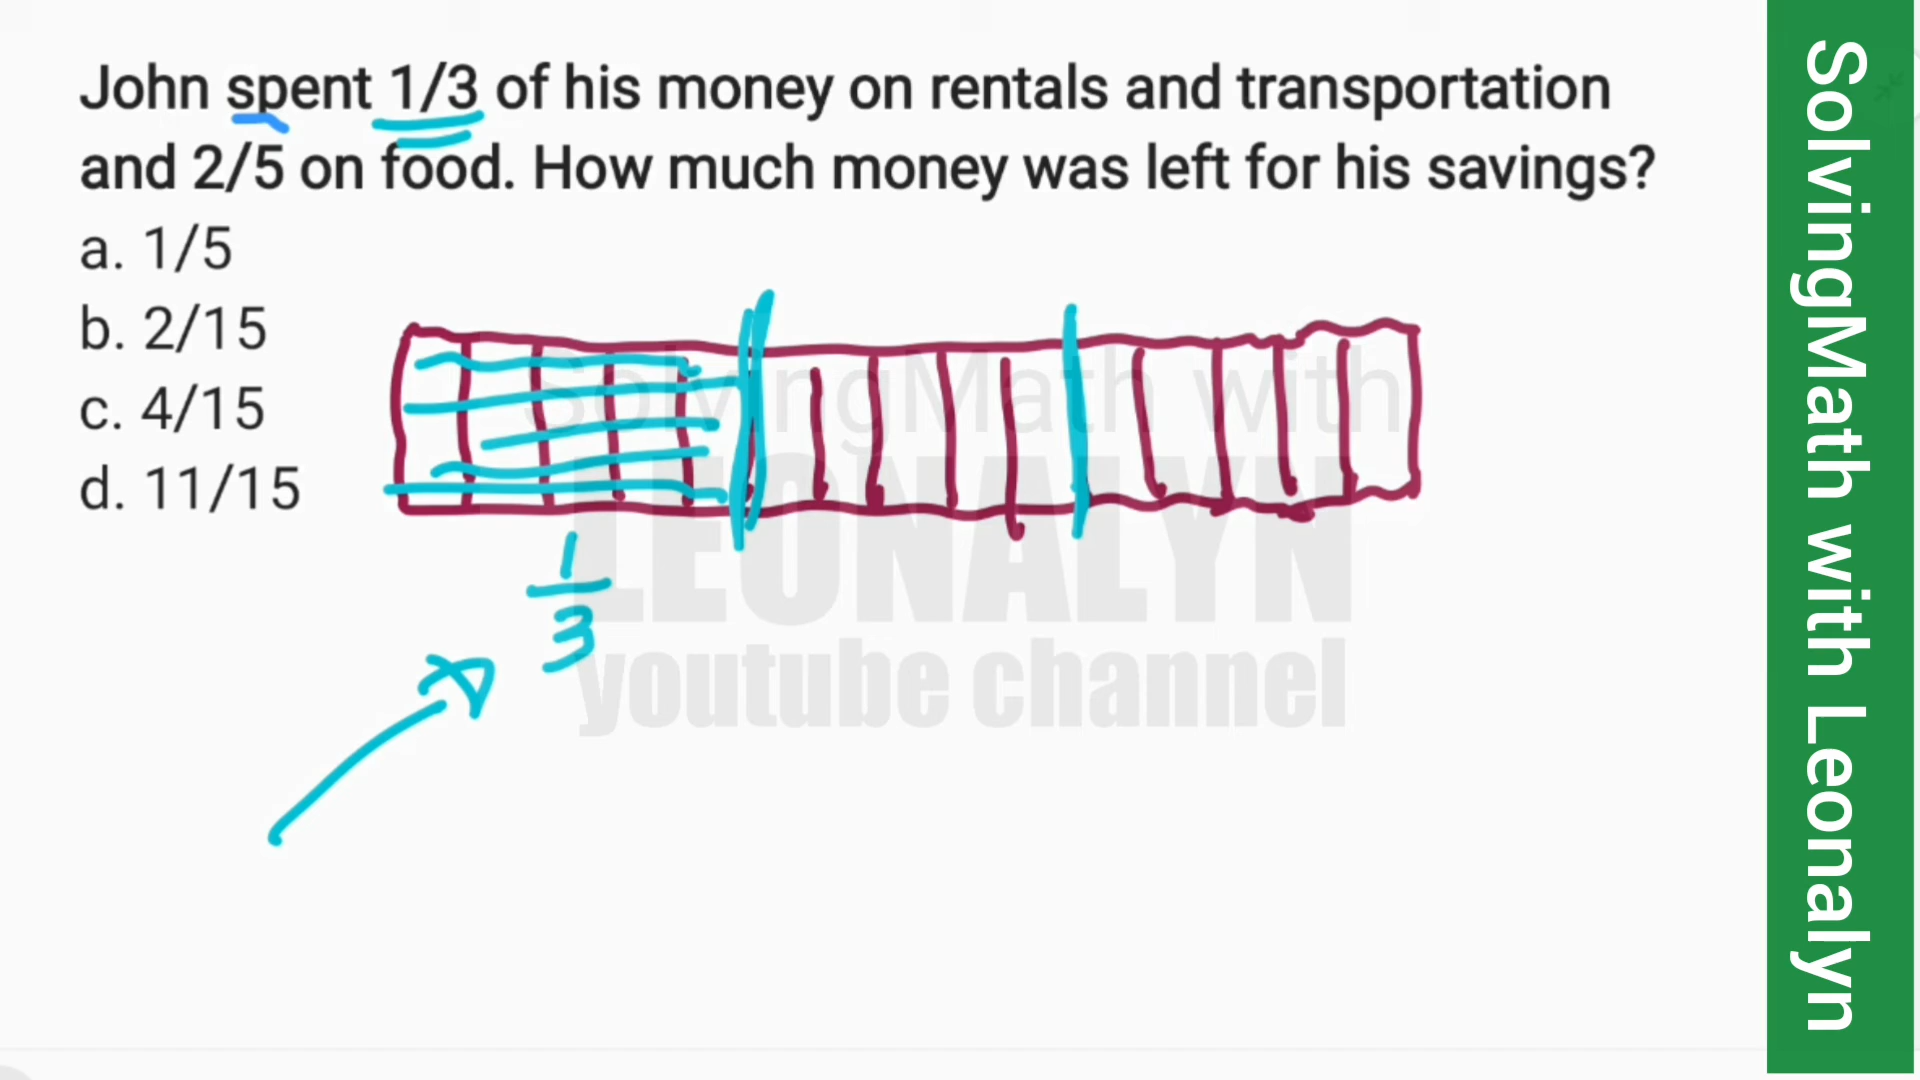 John spent 1/3 of his money on rentals and transportation
and 2/5 on food. How much money was left for his savings?
a. 1/5
b. 2/15
c. 4/15
d. 11/15
SolvingMath with
LEONALYN
youtube channel
1
3
SolvingMath with Leonalyn